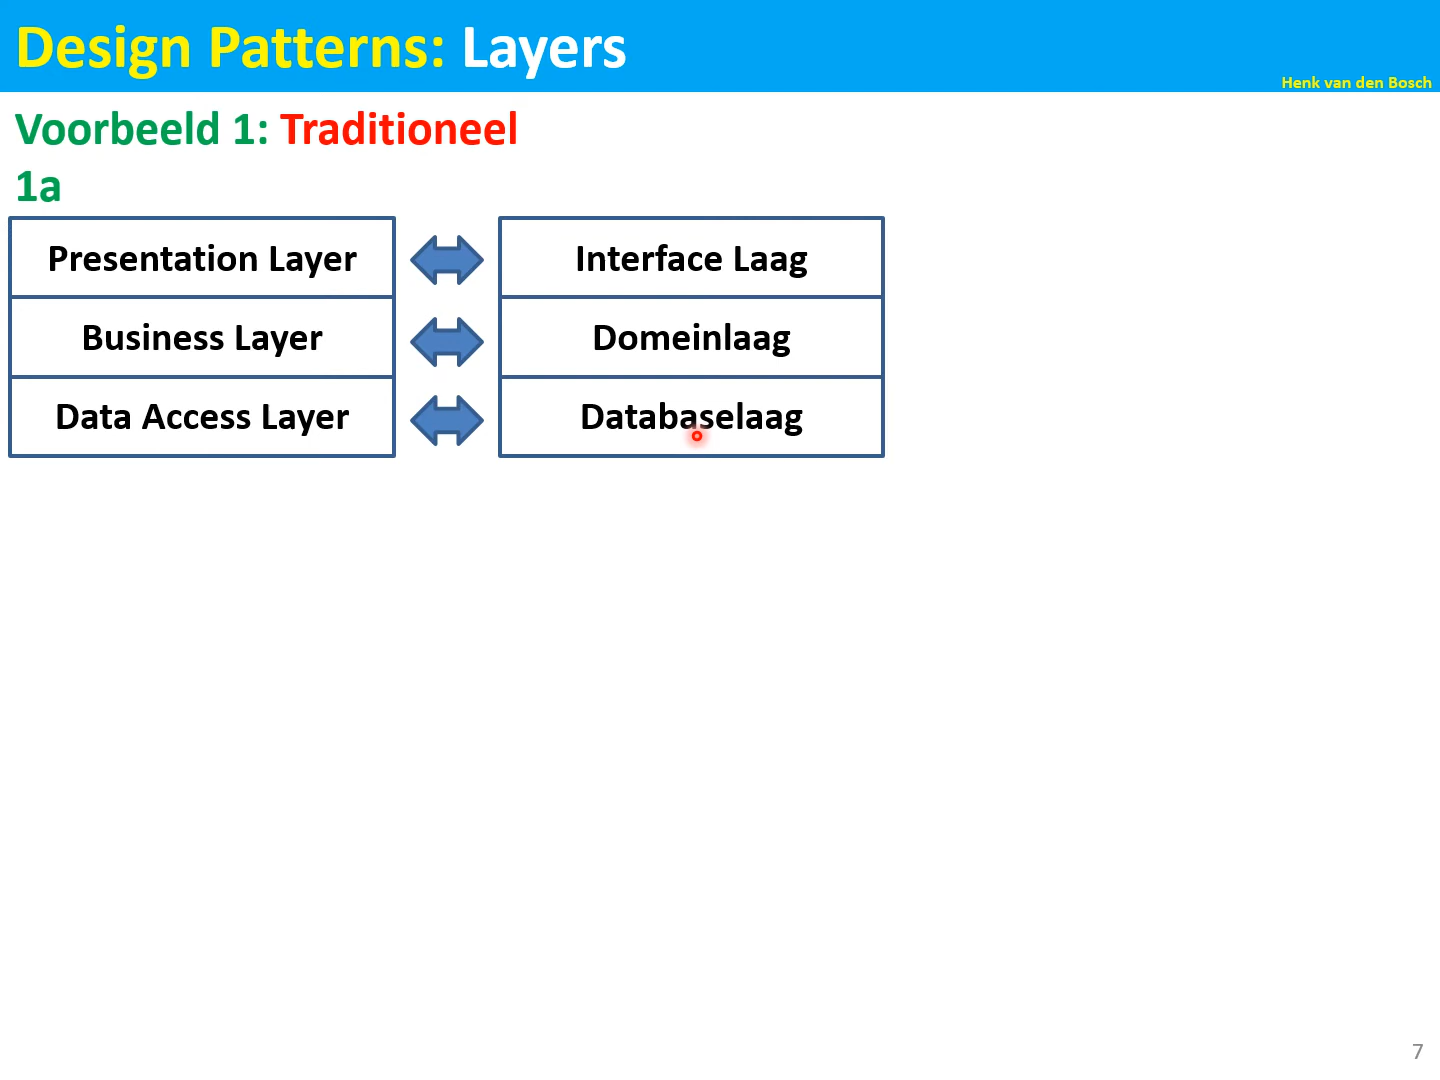 Design Patterns: Layers
Henk van den Bosch
Voorbeeld 1: Traditioneel
1a
Presentation Layer
Interface Laag
Business Layer
Domeinlaag
Data Access Layer
Databaselaag
7